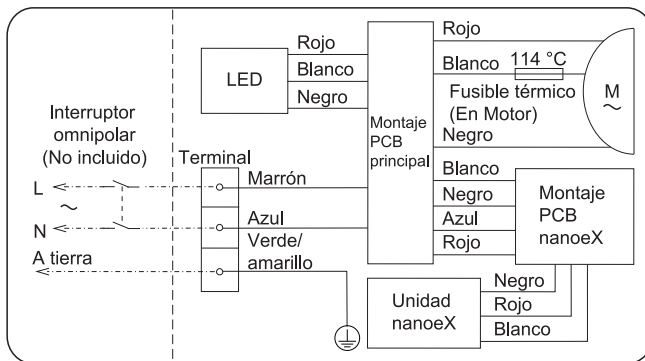 Interruptor
omnipolar
(No incluido)
L
~
N
A tierra
Terminal
Marrón
Azul
Verde/
amarillo
LED
Rojo
Blanco
Negro
Montaje
PCB
principal
Rojo
Blanco
114 °C
Fusible térmico
(En Motor)
Negro
M
~
Blanco
Negro
Azul
Rojo
Montaje
PCB
nanoeX
Unidad
nanoeX
Negro
Rojo
Blanco